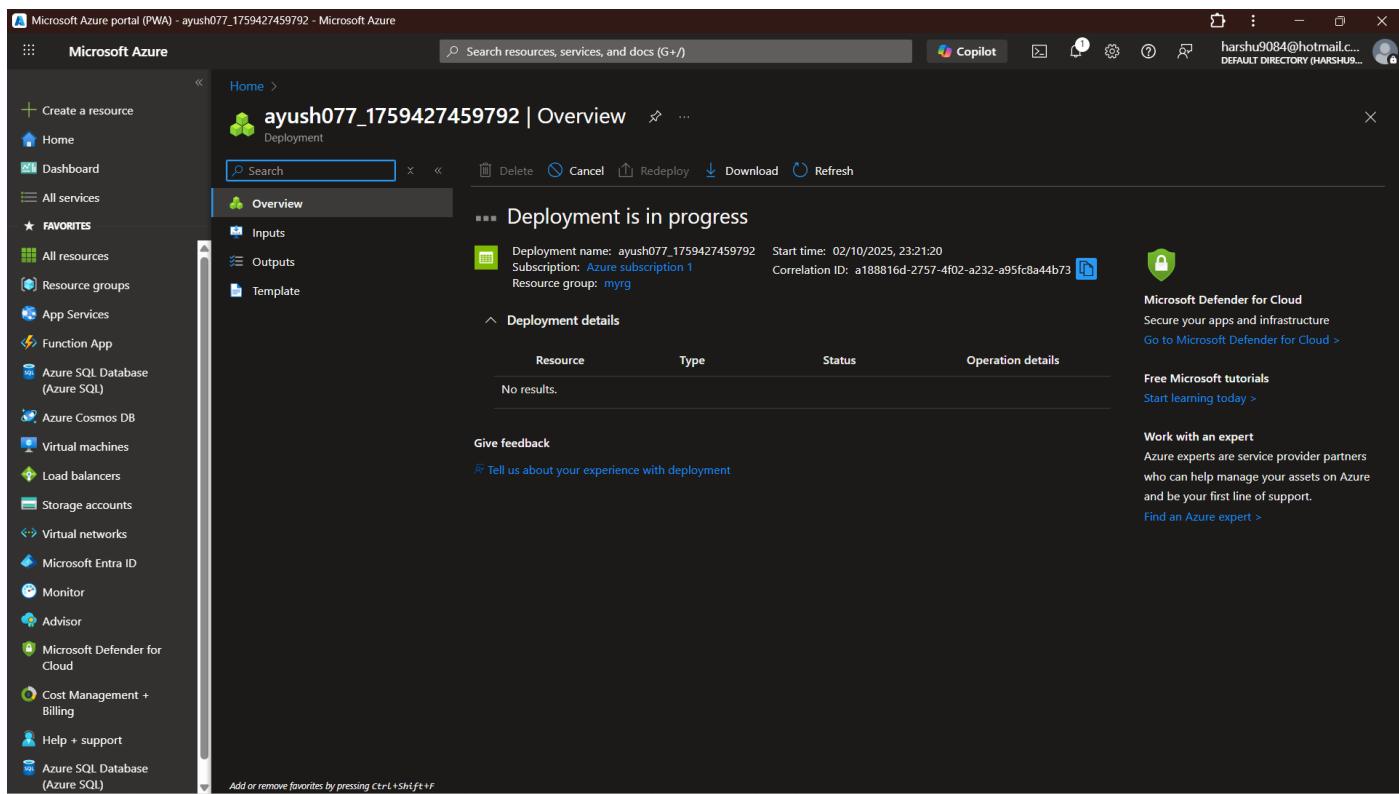 Microsoft Azure portal (PWA) - ayush077_1759427459792 - Microsoft Azure
Microsoft Azure
Search resources, services, and docs (G+/)
Copilot
1
harshu9084@hotmail.c...
DEFAULT DIRECTORY (HARSHU9...
Create a resource
Home
Dashboard
All services
FAVORITES
All resources
Resource groups
App Services
Function App
Azure SQL Database
(Azure SQL)
Azure Cosmos DB
Virtual machines
Load balancers
Storage accounts
Virtual networks
Microsoft Entra ID
Monitor
Advisor
Microsoft Defender for
Cloud
Cost Management +
Billing
Help + support
Azure SQL Database
(Azure SQL)
Home >
ayush077_1759427459792 | Overview
Deployment
Search
Overview
Inputs
Outputs
Template
Delete Cancel Redeploy Download Refresh
Deployment is in progress
Deployment name: ayush077_1759427459792
Subscription: Azure subscription 1
Resource group: myrg
Start time: 02/10/2025, 23:21:20
Correlation ID: a188816d-2757-4f02-a232-a95fc8a44b73
Deployment details
Resource Type Status Operation details
No results.
Give feedback
Tell us about your experience with deployment
Microsoft Defender for Cloud
Secure your apps and infrastructure
Go to Microsoft Defender for Cloud >
Free Microsoft tutorials
Start learning today >
Work with an expert
Azure experts are service provider partners
who can help manage your assets on Azure
and be your first line of support.
Find an Azure expert >
Add or remove favorites by pressing Ctrl+Shift+F